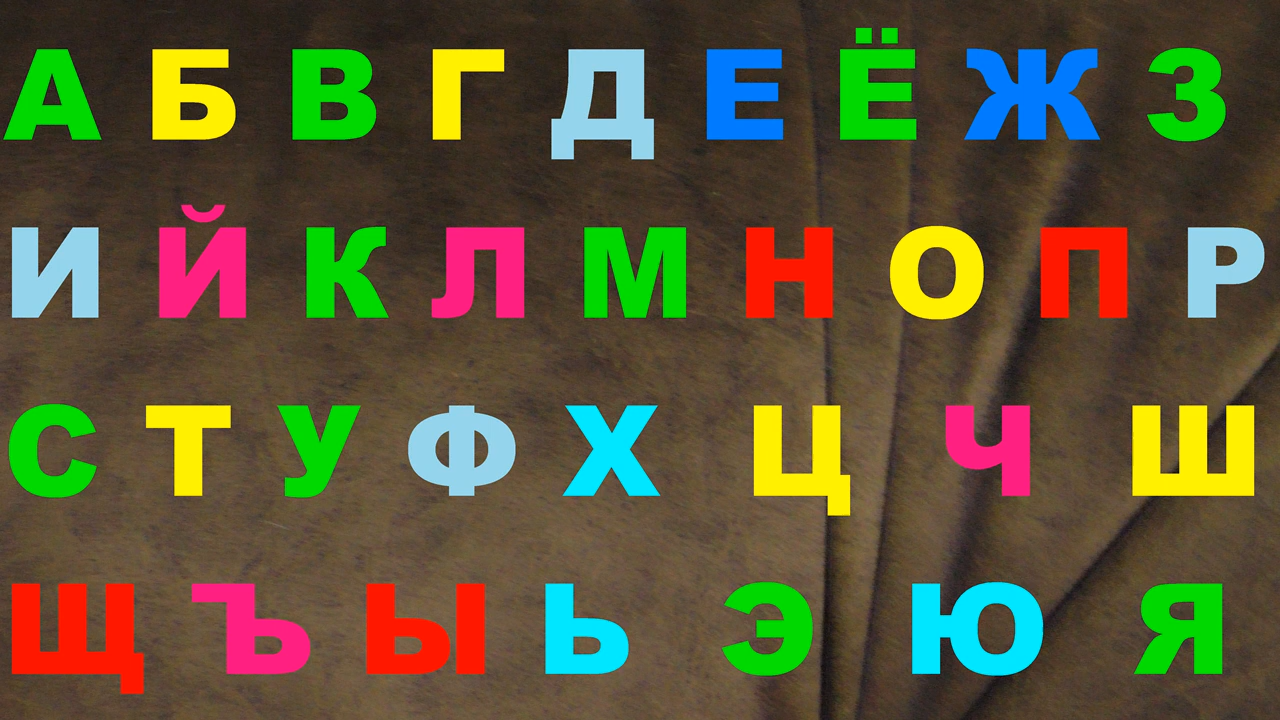 А Б В Г Д Е Ё Ж З
И Й К Л М Н О П Р
С Т У Ф Х Ц Ч Ш
Щ Ъ Ы Ь Э Ю Я